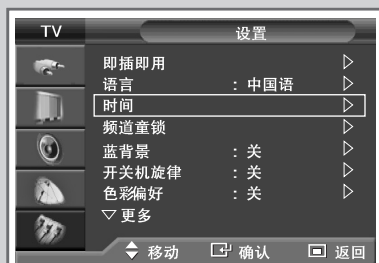 TV 设置
即插即用
语言 : 中国语
时间
频道童锁
蓝背景 : 关
开关机旋律 : 关
色彩偏好 : 关
▽更多
移动 确认 返回